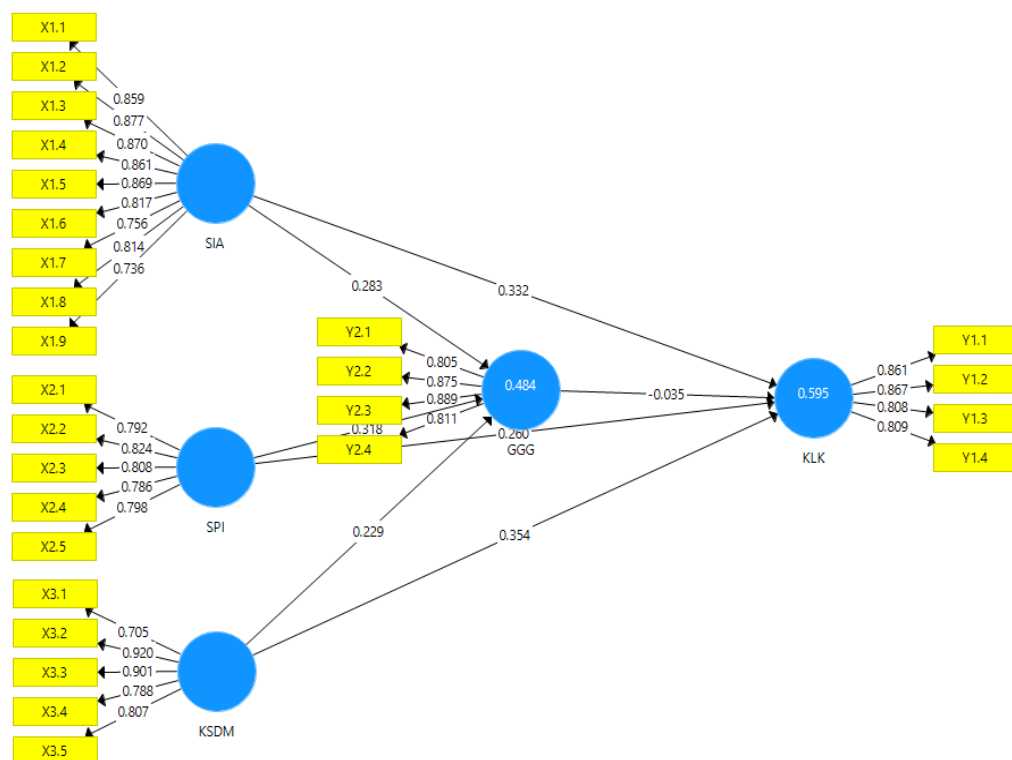 X1.1
X1.2
X1.3
X1.4
X1.5
X1.6
X1.7
X1.8
X1.9
0.859
0.877
0.870
0.861
0.869
0.817
0.756
0.814
0.736
SIA
0.283
0.332
X2.1
X2.2
X2.3
X2.4
X2.5
0.792
0.824
0.808
0.786
0.798
SPI
0.318
0.260
Y2.1
Y2.2
Y2.3
Y2.4
0.805
0.875
0.889
0.811
0.484
GGG
-0.035
0.595
KLK
0.861
0.867
0.808
0.809
Y1.1
Y1.2
Y1.3
Y1.4
X3.1
X3.2
X3.3
X3.4
X3.5
0.705
0.920
0.901
0.788
0.807
KSDM
0.229
0.354